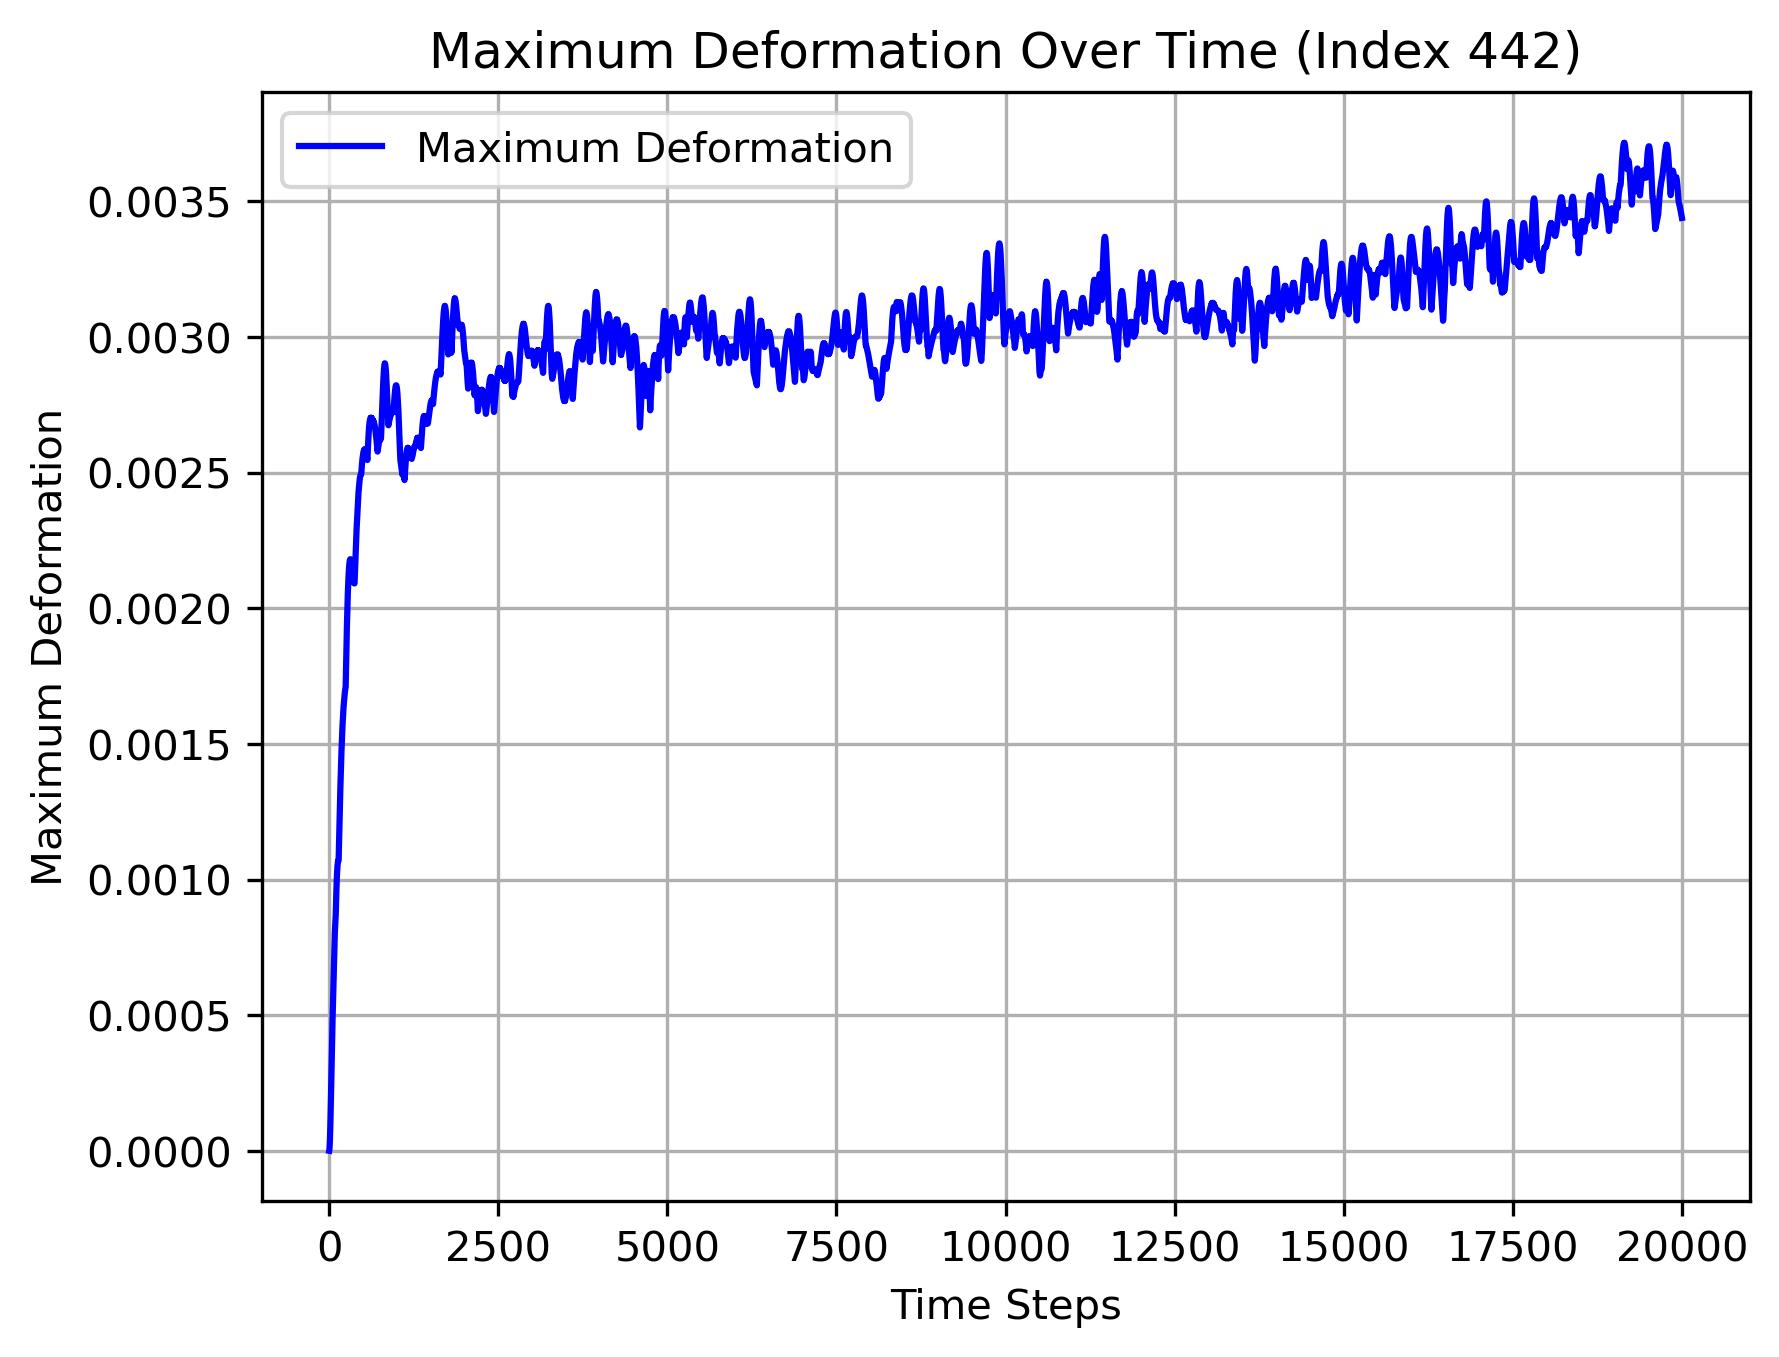 Maximum Deformation Over Time (Index 442)
Maximum Deformation
Maximum Deformation
0.0035
0.0030
0.0025
0.0020
0.0015
0.0010
0.0005
0.0000
0 2500 5000 7500 10000 12500 15000 17500 20000
Time Steps